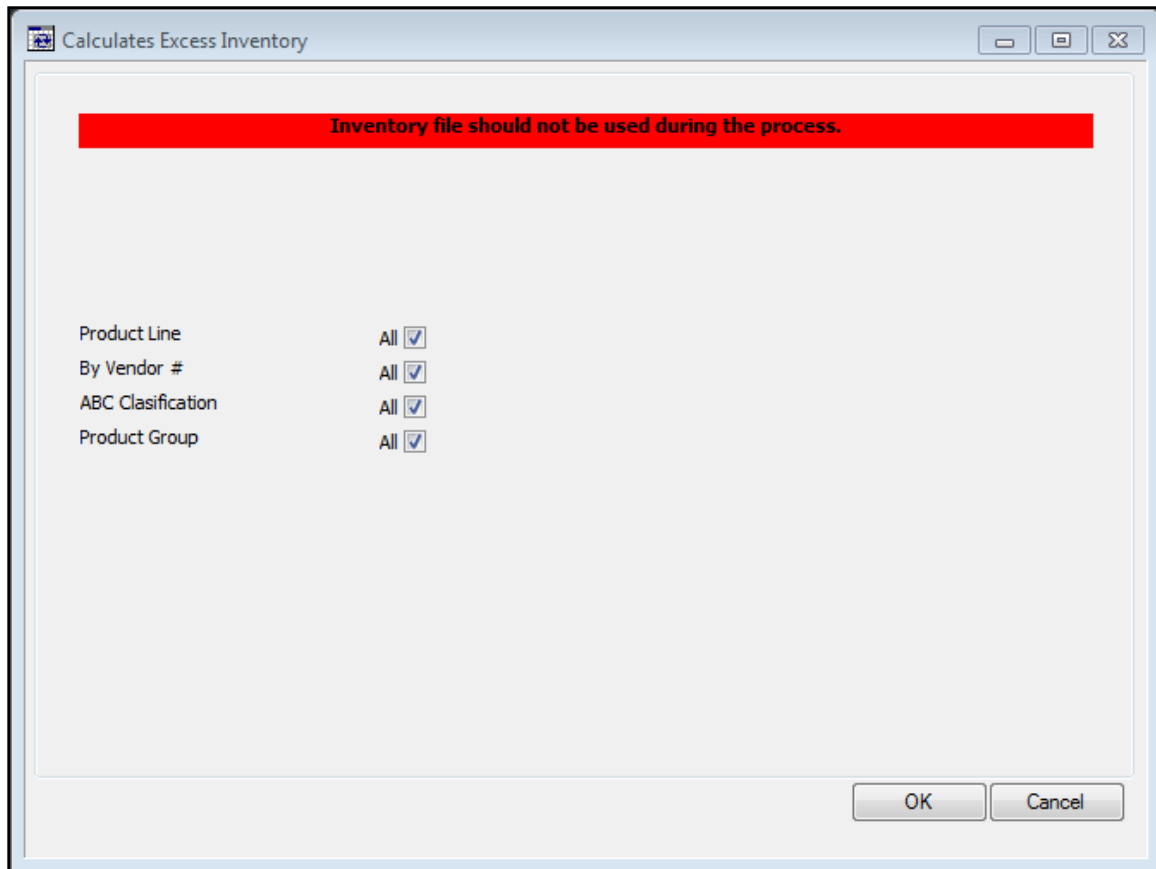 Calculates Excess Inventory
Inventory file should not be used during the process.
Product Line All
By Vendor # All
ABC Clasification All
Product Group All
OK Cancel